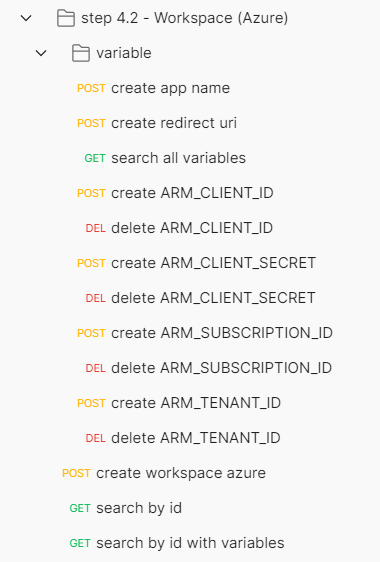 step 4.2 - Workspace (Azure)
variable
POST create app name
POST create redirect uri
GET search all variables
POST create ARM_CLIENT_ID
DEL delete ARM_CLIENT_ID
POST create ARM_CLIENT_SECRET
DEL delete ARM_CLIENT_SECRET
POST create ARM_SUBSCRIPTION_ID
DEL delete ARM_SUBSCRIPTION_ID
POST create ARM_TENANT_ID
DEL delete ARM_TENANT_ID
POST create workspace azure
GET search by id
GET search by id with variables